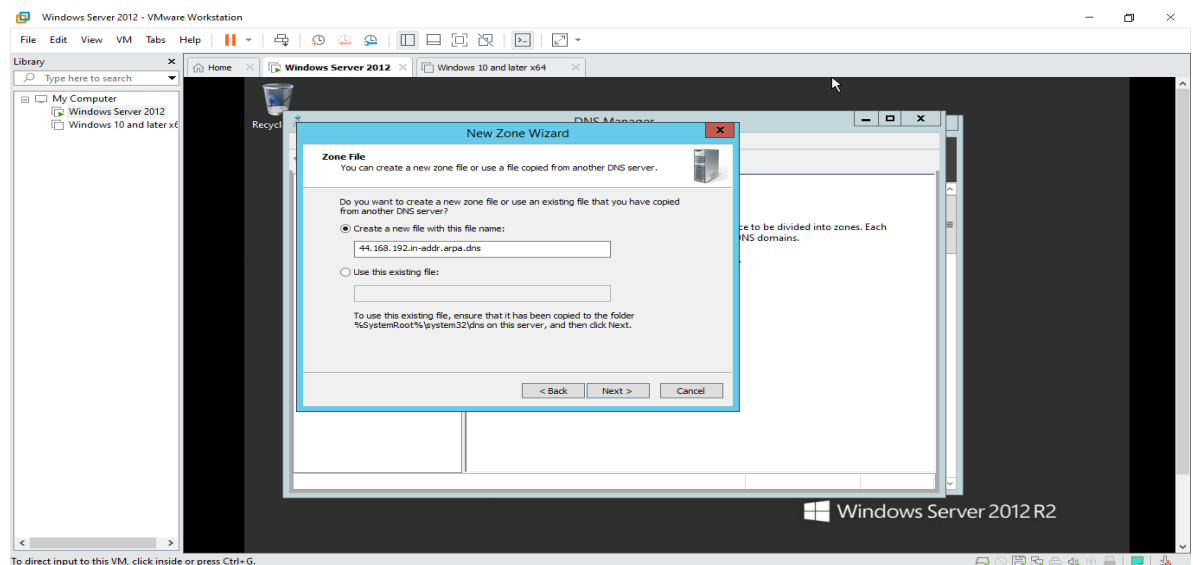 Windows Server 2012 - VMware Workstation
File Edit View VM Tabs Help
Library
Home
Windows Server 2012
Windows 10 and later x64
Type here to search
My Computer
Windows Server 2012
Windows 10 and later x6
Recycl
DNS Manager
New Zone Wizard
Zone File
You can create a new zone file or use a file copied from another DNS server.
Do you want to create a new zone file or use an existing file that you have copied
from another DNS server?
Create a new file with this file name:
44.168.192.in-addr.arpa.dns
Use this existing file:
To use this existing file, ensure that it has been copied to the folder
%SystemRoot%\system32\dns on this server, and then click Next.
< Back Next > Cancel
ce to be divided into zones. Each
NS domains.
Windows Server 2012 R2
To direct input to this VM, click inside or press Ctrl+G.